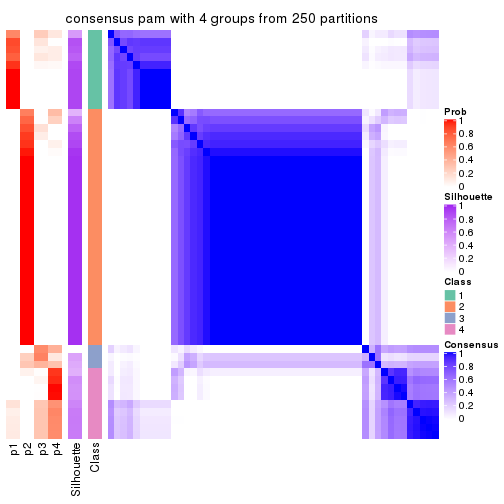 consensus pam with 4 groups from 250 partitions
Prob
1
0.8
0.6
0.4
0.2
0
Silhouette
1
0.8
0.6
0.4
0.2
0
Class
1
2
3
4
Consensus
1
0.8
0.6
0.4
0.2
0
p1
p2
p3
p4
Silhouette
Class